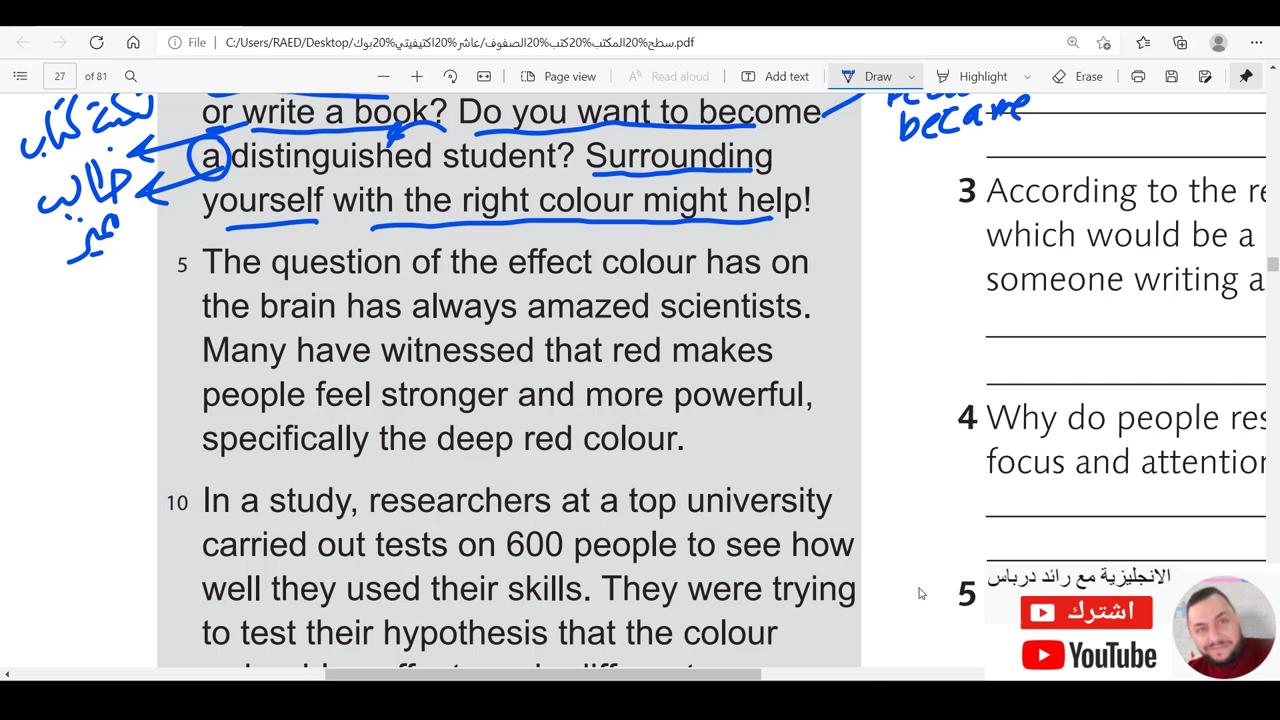 File
C:/Users/RAED/Desktop/سطح%20المكتب%20كتب%20الصفوف/عاشر%20اكتيفيتي%20بوك.pdf
27 of 81
Page view
Read aloud
Add text
Draw
Highlight
Erase
or write a book? Do you want to become
a distinguished student? Surrounding
yourself with the right colour might help!
became
نكتب كتاب
طالب
مميز
5 The question of the effect colour has on
the brain has always amazed scientists.
Many have witnessed that red makes
people feel stronger and more powerful,
specifically the deep red colour.
10 In a study, researchers at a top university
carried out tests on 600 people to see how
well they used their skills. They were trying
to test their hypothesis that the colour
3 According to the re
which would be a
someone writing a
4 Why do people res
focus and attention
5
الانجليزية مع رائد درباس
اشترك
YouTube